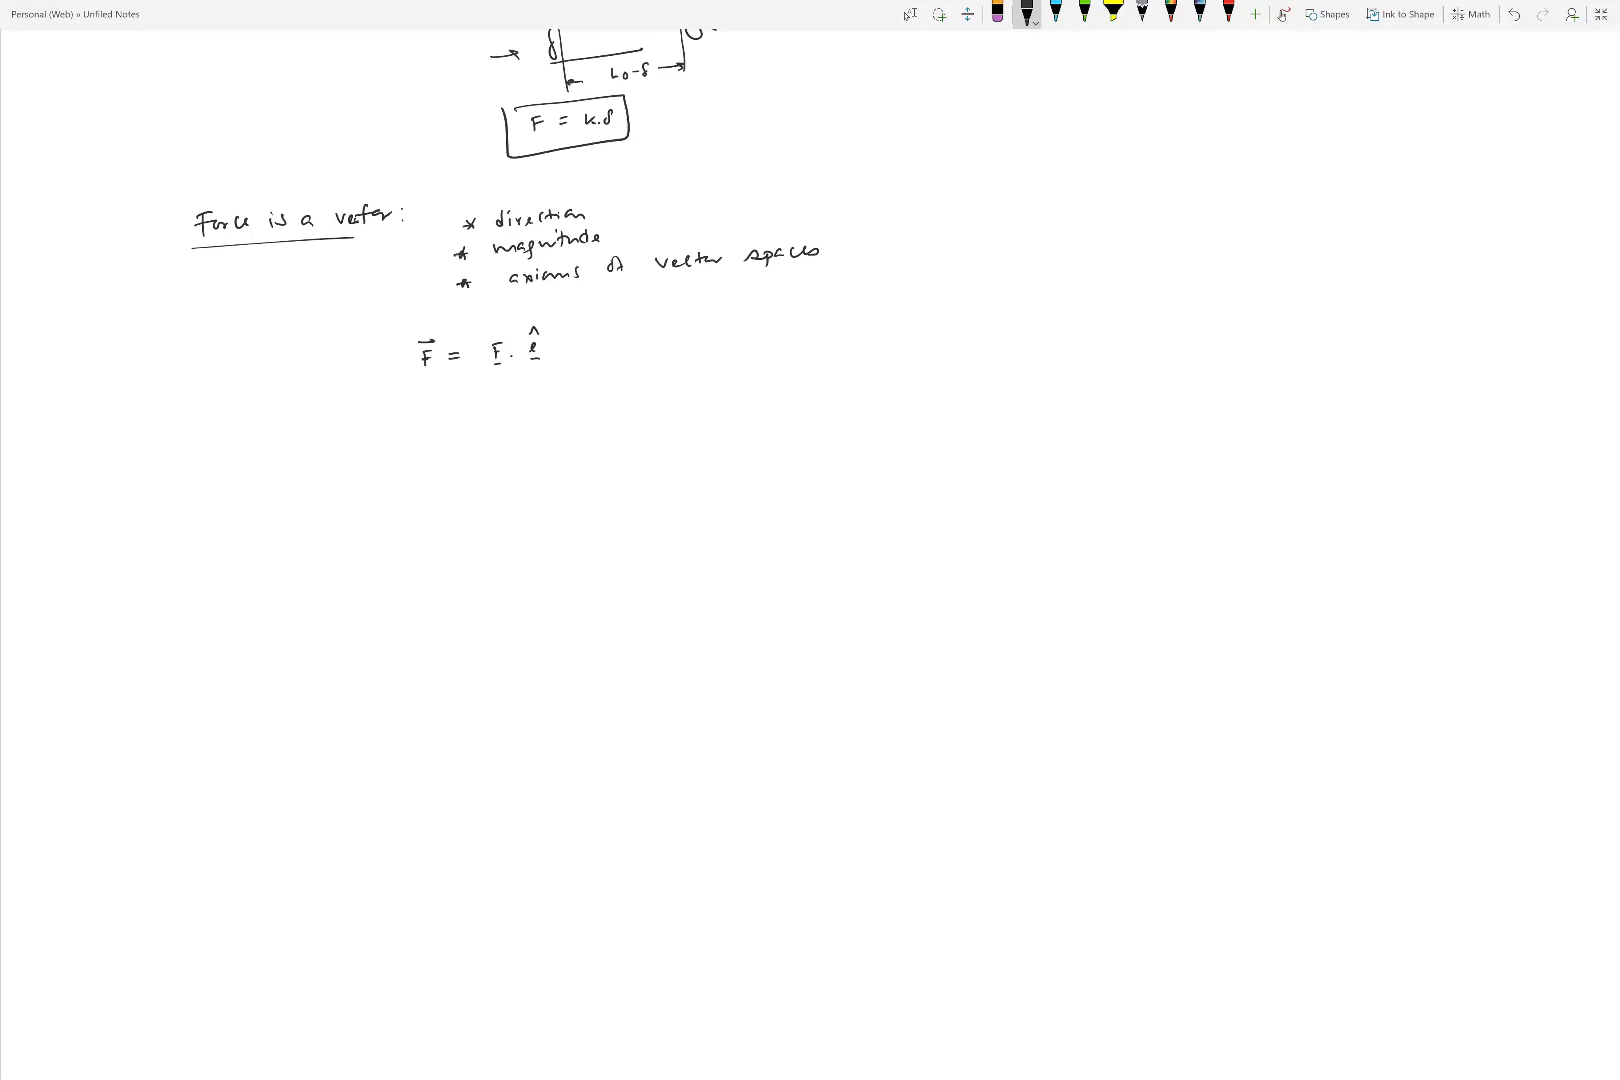 Personal (Web) » Unfiled Notes
Shapes
Ink to Shape
Math
L₀-δ
F = k.δ
Force is a vector:
* direction
* magnitude
* axioms of vector spaces
F⃗ = F . ê